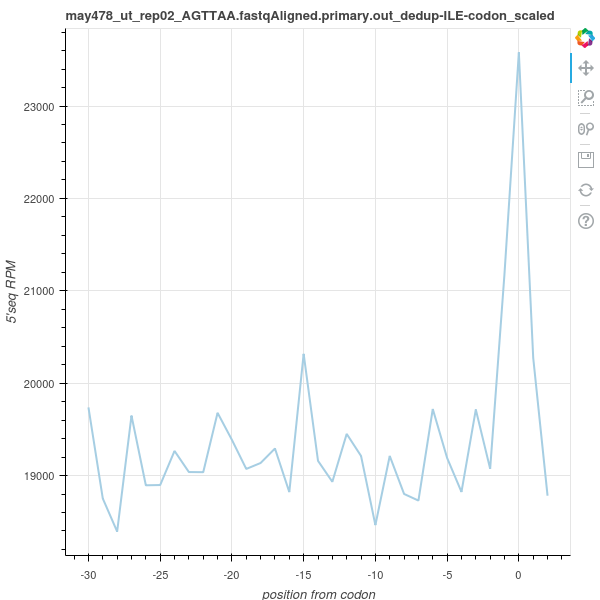 may478_ut_rep02_AGTTAA.fastqAligned.primary.out_dedup-ILE-codon_scaled
5'seq RPM
23000
22000
21000
20000
19000
-30 -25 -20 -15 -10 -5 0
position from codon